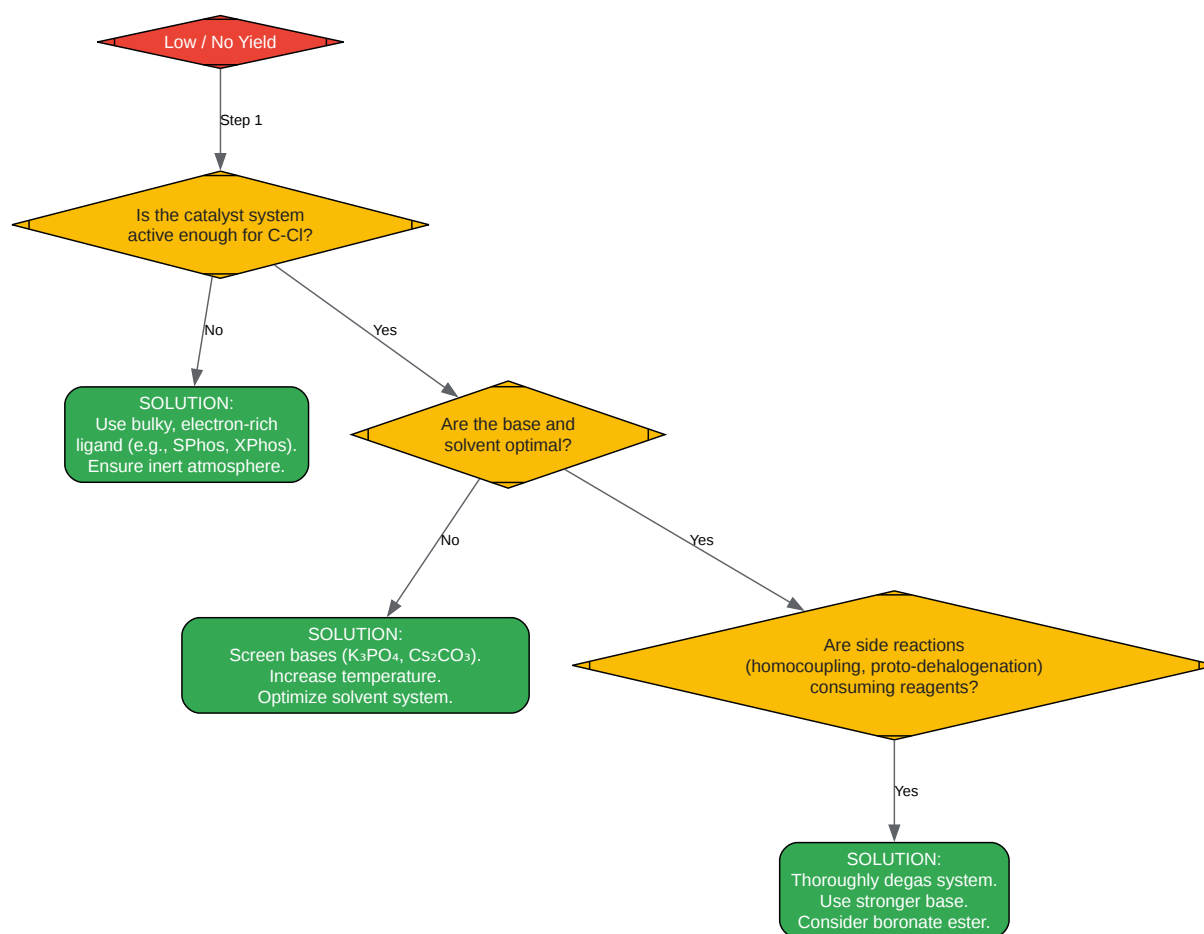 Low / No Yield
Step 1
Is the catalyst system
active enough for C-Cl?
No
Yes
SOLUTION:
Use bulky, electron-rich
ligand (e.g., SPhos, XPhos).
Ensure inert atmosphere.
Are the base and
solvent optimal?
No
Yes
SOLUTION:
Screen bases (K₃PO₄, Cs₂CO₃).
Increase temperature.
Optimize solvent system.
Are side reactions
(homocoupling, proto-dehalogenation)
consuming reagents?
Yes
SOLUTION:
Thoroughly degas system.
Use stronger base.
Consider boronate ester.